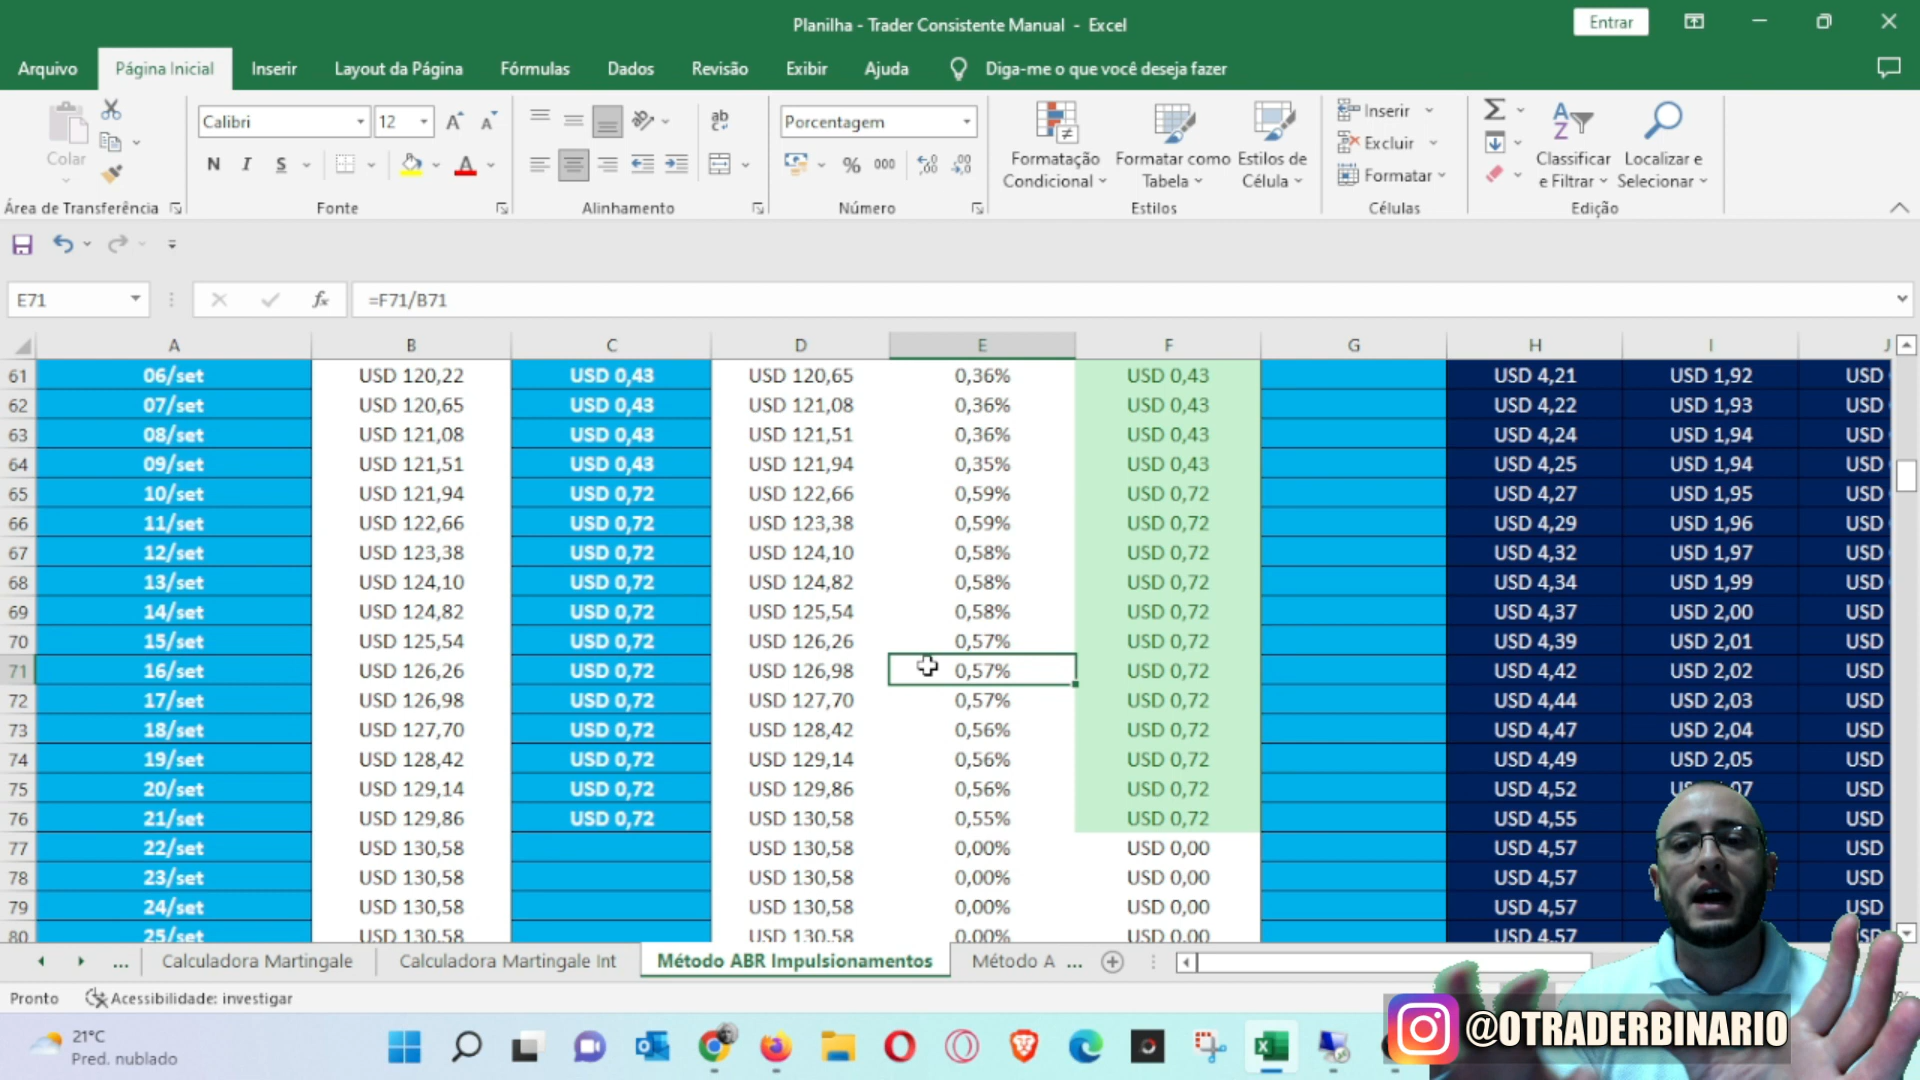 Planilha - Trader Consistente Manual - Excel
Entrar
Arquivo Página Inicial Inserir Layout da Página Fórmulas Dados Revisão Exibir Ajuda Diga-me o que você deseja fazer
Colar
Calibri 12
N I S
ab
Porcentagem
% 000
Formatação Condicional
Formatar como Tabela
Estilos de Célula
Inserir
Excluir
Formatar
Classificar e Filtrar
Localizar e Selecionar
Área de Transferência Fonte Alinhamento Número Estilos Células Edição
E71 fx =F71/B71
A B C D E F G H I J
61 06/set USD 120,22 USD 0,43 USD 120,65 0,36% USD 0,43 USD 4,21 USD 1,92 USD
62 07/set USD 120,65 USD 0,43 USD 121,08 0,36% USD 0,43 USD 4,22 USD 1,93 USD
63 08/set USD 121,08 USD 0,43 USD 121,51 0,36% USD 0,43 USD 4,24 USD 1,94 USD
64 09/set USD 121,51 USD 0,43 USD 121,94 0,35% USD 0,43 USD 4,25 USD 1,94 USD
65 10/set USD 121,94 USD 0,72 USD 122,66 0,59% USD 0,72 USD 4,27 USD 1,95 USD
66 11/set USD 122,66 USD 0,72 USD 123,38 0,59% USD 0,72 USD 4,29 USD 1,96 USD
67 12/set USD 123,38 USD 0,72 USD 124,10 0,58% USD 0,72 USD 4,32 USD 1,97 USD
68 13/set USD 124,10 USD 0,72 USD 124,82 0,58% USD 0,72 USD 4,34 USD 1,99 USD
69 14/set USD 124,82 USD 0,72 USD 125,54 0,58% USD 0,72 USD 4,37 USD 2,00 USD
70 15/set USD 125,54 USD 0,72 USD 126,26 0,57% USD 0,72 USD 4,39 USD 2,01 USD
71 16/set USD 126,26 USD 0,72 USD 126,98 0,57% USD 0,72 USD 4,42 USD 2,02 USD
72 17/set USD 126,98 USD 0,72 USD 127,70 0,57% USD 0,72 USD 4,44 USD 2,03 USD
73 18/set USD 127,70 USD 0,72 USD 128,42 0,56% USD 0,72 USD 4,47 USD 2,04 USD
74 19/set USD 128,42 USD 0,72 USD 129,14 0,56% USD 0,72 USD 4,49 USD 2,05 USD
75 20/set USD 129,14 USD 0,72 USD 129,86 0,56% USD 0,72 USD 4,52 USD
76 21/set USD 129,86 USD 0,72 USD 130,58 0,55% USD 0,72 USD 4,55 USD
77 22/set USD 130,58 USD 130,58 0,00% USD 0,00 USD 4,57 USD
78 23/set USD 130,58 USD 130,58 0,00% USD 0,00 USD 4,57 USD
79 24/set USD 130,58 USD 130,58 0,00% USD 0,00 USD 4,57 USD
80 25/set USD 130,58 USD 130,58 0,00% USD 0,00 USD 4,57
... Calculadora Martingale Calculadora Martingale Int Método ABR Impulsionamentos Método A ...
Pronto Acessibilidade: investigar
21°C
Pred. nublado
@OTRADERBINARIO